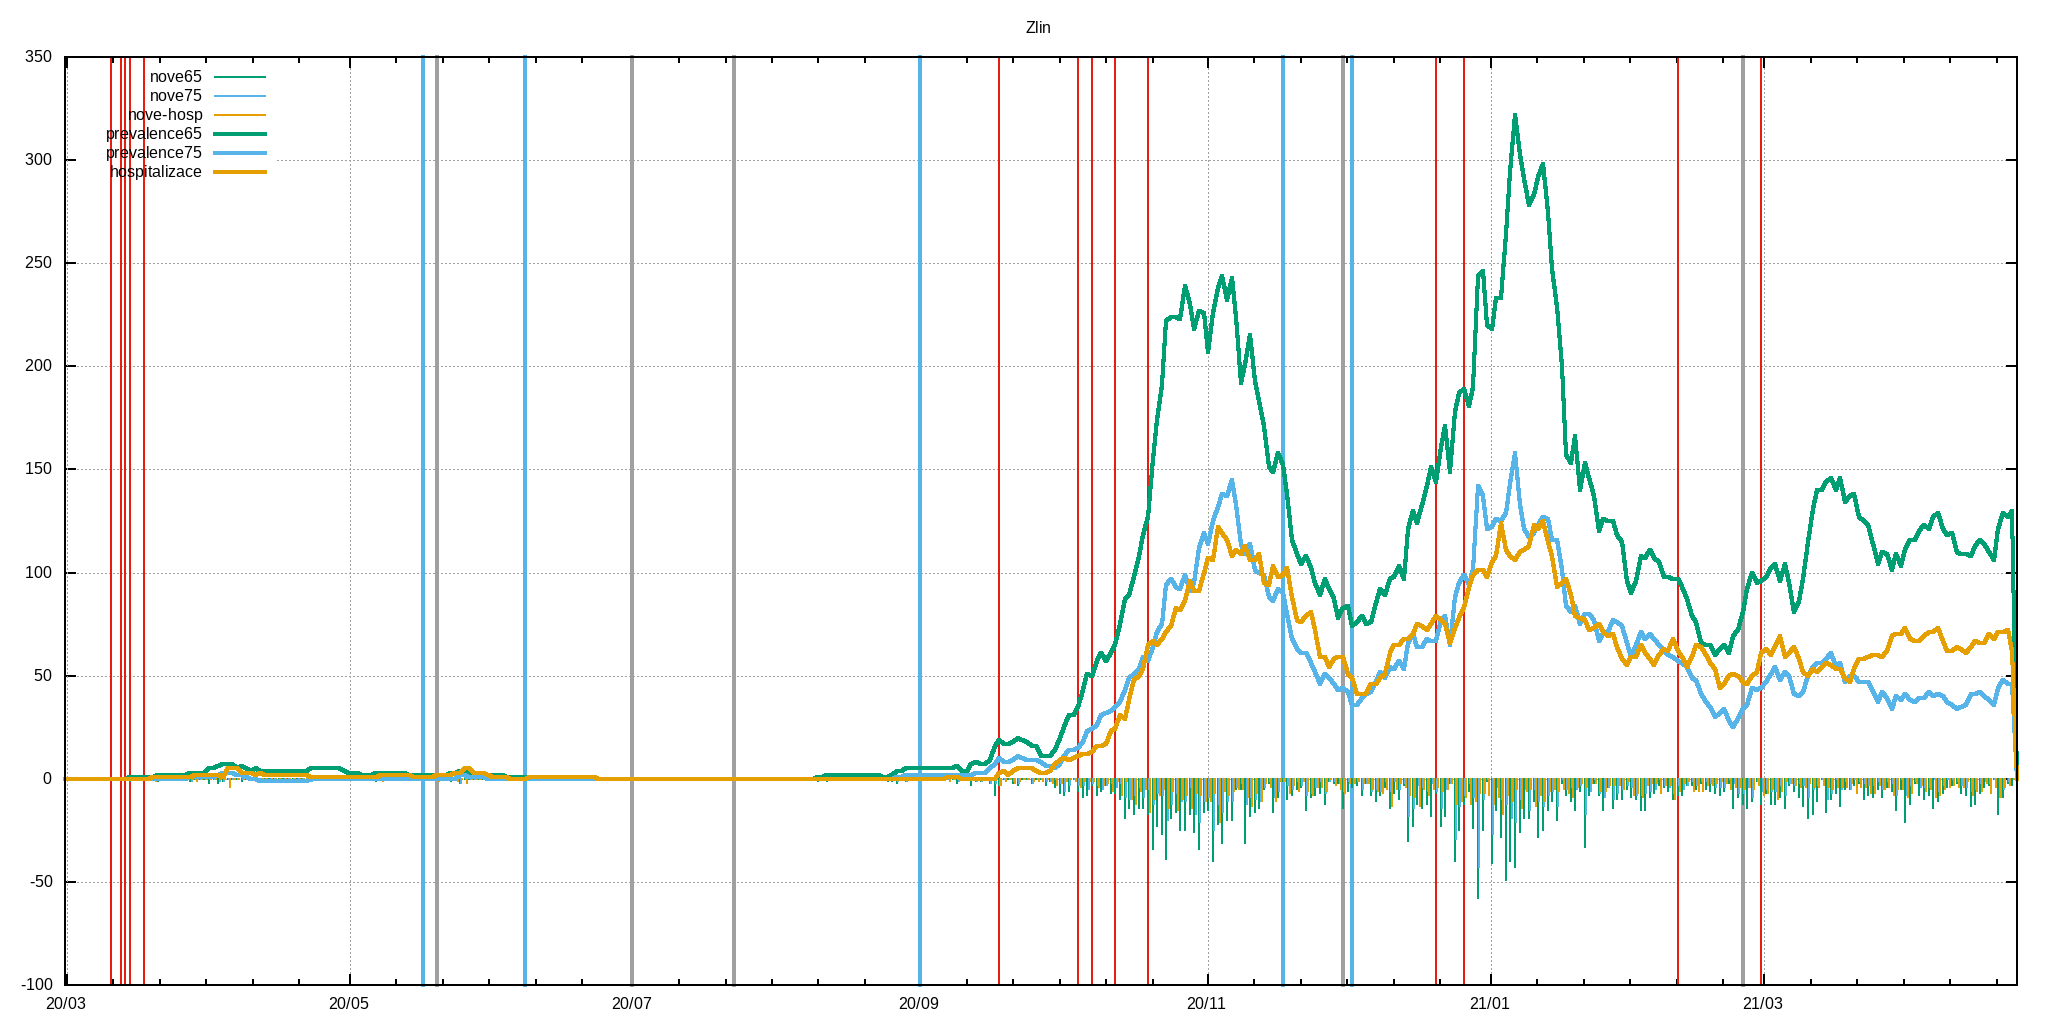 Zlin
350
300
250
200
150
100
50
0
-50
-100
nove65
nove75
nove-hosp
prevalence65
prevalence75
hospitalizace
20/03 20/05 20/07 20/09 20/11 21/01 21/03